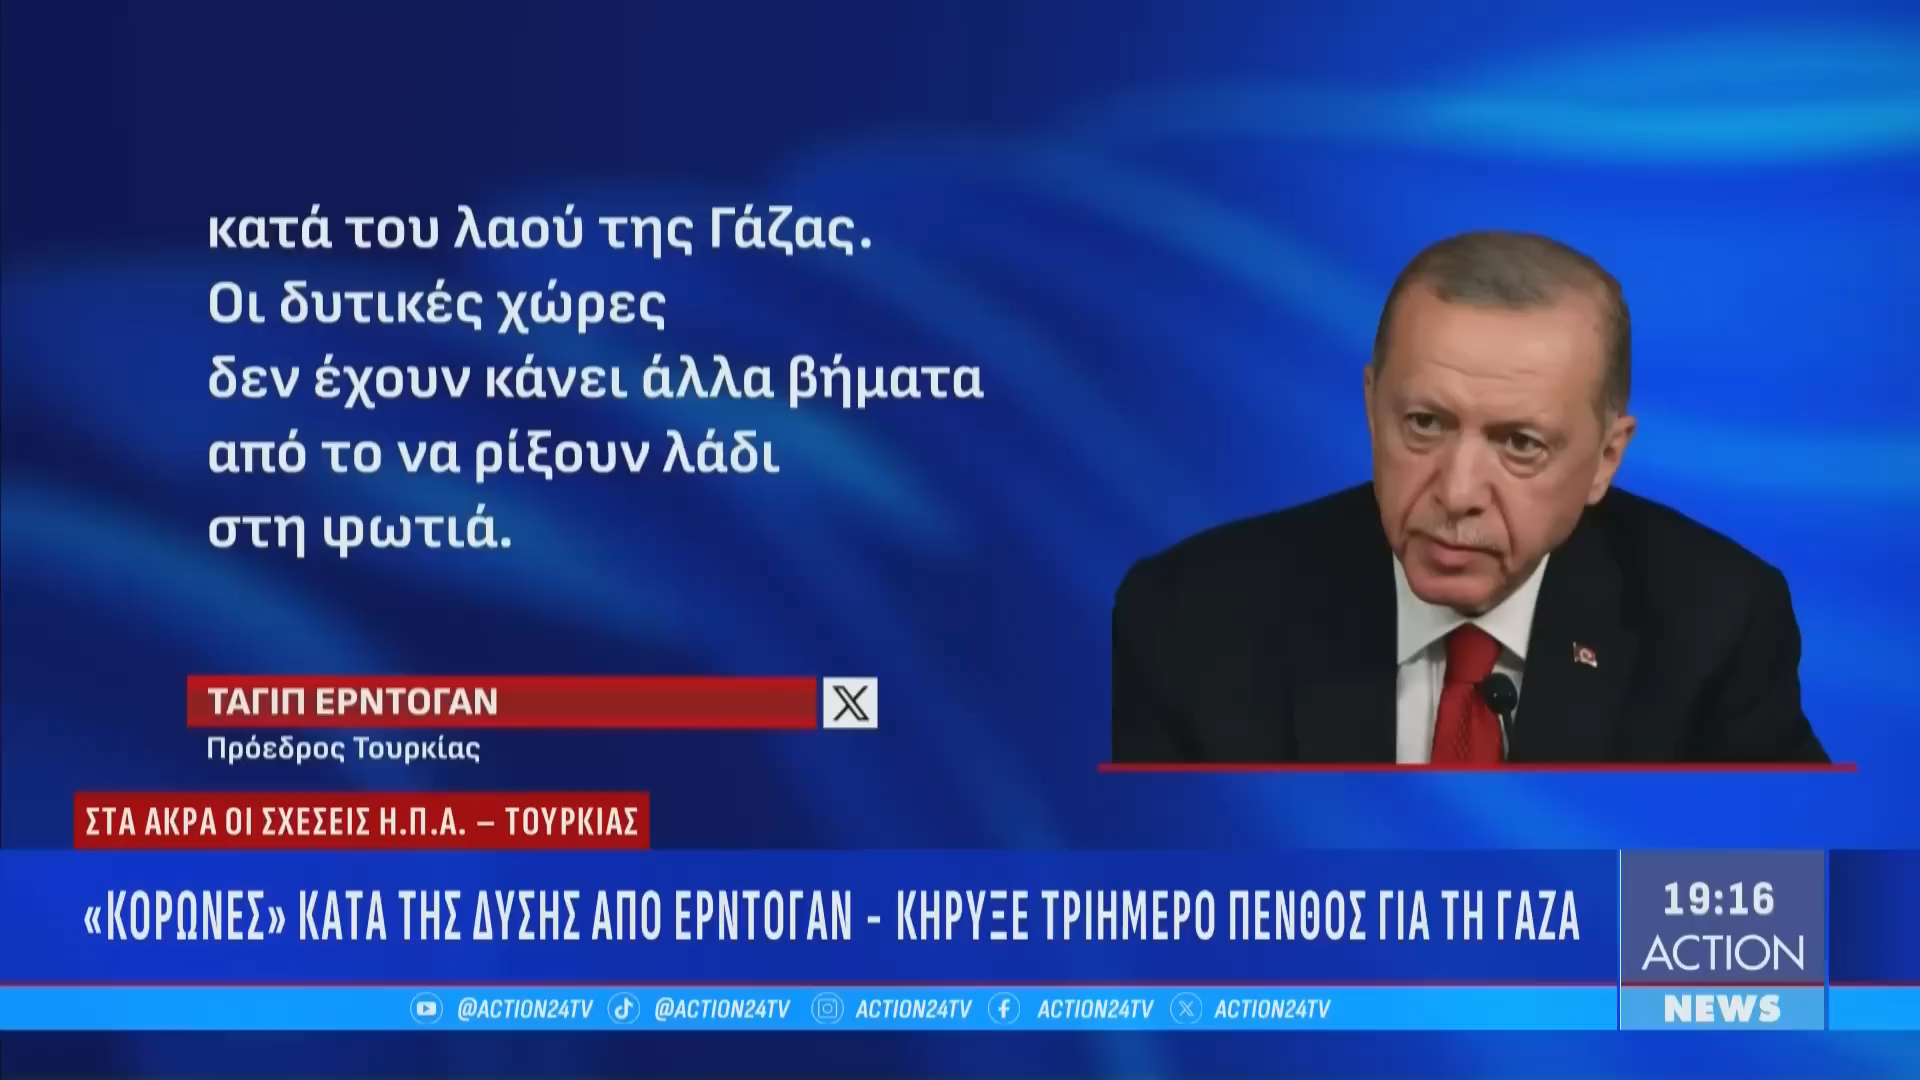 κατά του λαού της Γάζας.
Οι δυτικές χώρες
δεν έχουν κάνει άλλα βήματα
από το να ρίξουν λάδι
στη φωτιά.
ΤΑΓΙΠ ΕΡΝΤΟΓΑΝ
Πρόεδρος Τουρκίας
ΣΤΑ ΑΚΡΑ ΟΙ ΣΧΕΣΕΙΣ Η.Π.Α. – ΤΟΥΡΚΙΑΣ
«ΚΟΡΩΝΕΣ» ΚΑΤΑ ΤΗΣ ΔΥΣΗΣ ΑΠΟ ΕΡΝΤΟΓΑΝ - ΚΗΡΥΞΕ ΤΡΙΗΜΕΡΟ ΠΕΝΘΟΣ ΓΙΑ ΤΗ ΓΑΖΑ
19:16
ACTION
NEWS
@ACTION24TV @ACTION24TV ACTION24TV ACTION24TV ACTION24TV